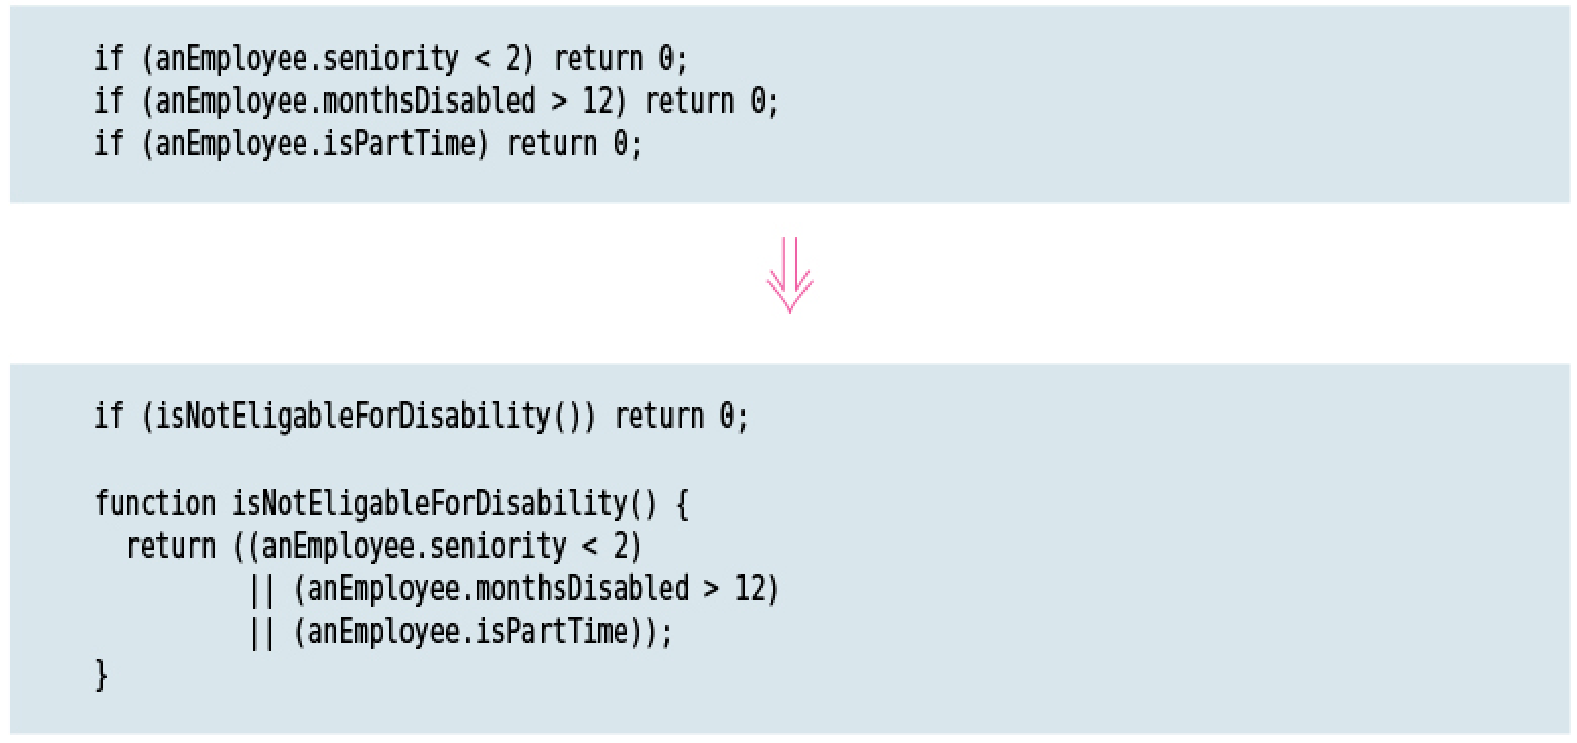 if (anEmployee.seniority < 2) return 0;
if (anEmployee.monthsDisabled > 12) return 0;
if (anEmployee.isPartTime) return 0;
if (isNotEligableForDisability()) return 0;
function isNotEligableForDisability() {
return ((anEmployee.seniority < 2)
|| (anEmployee.monthsDisabled > 12)
|| (anEmployee.isPartTime));
}